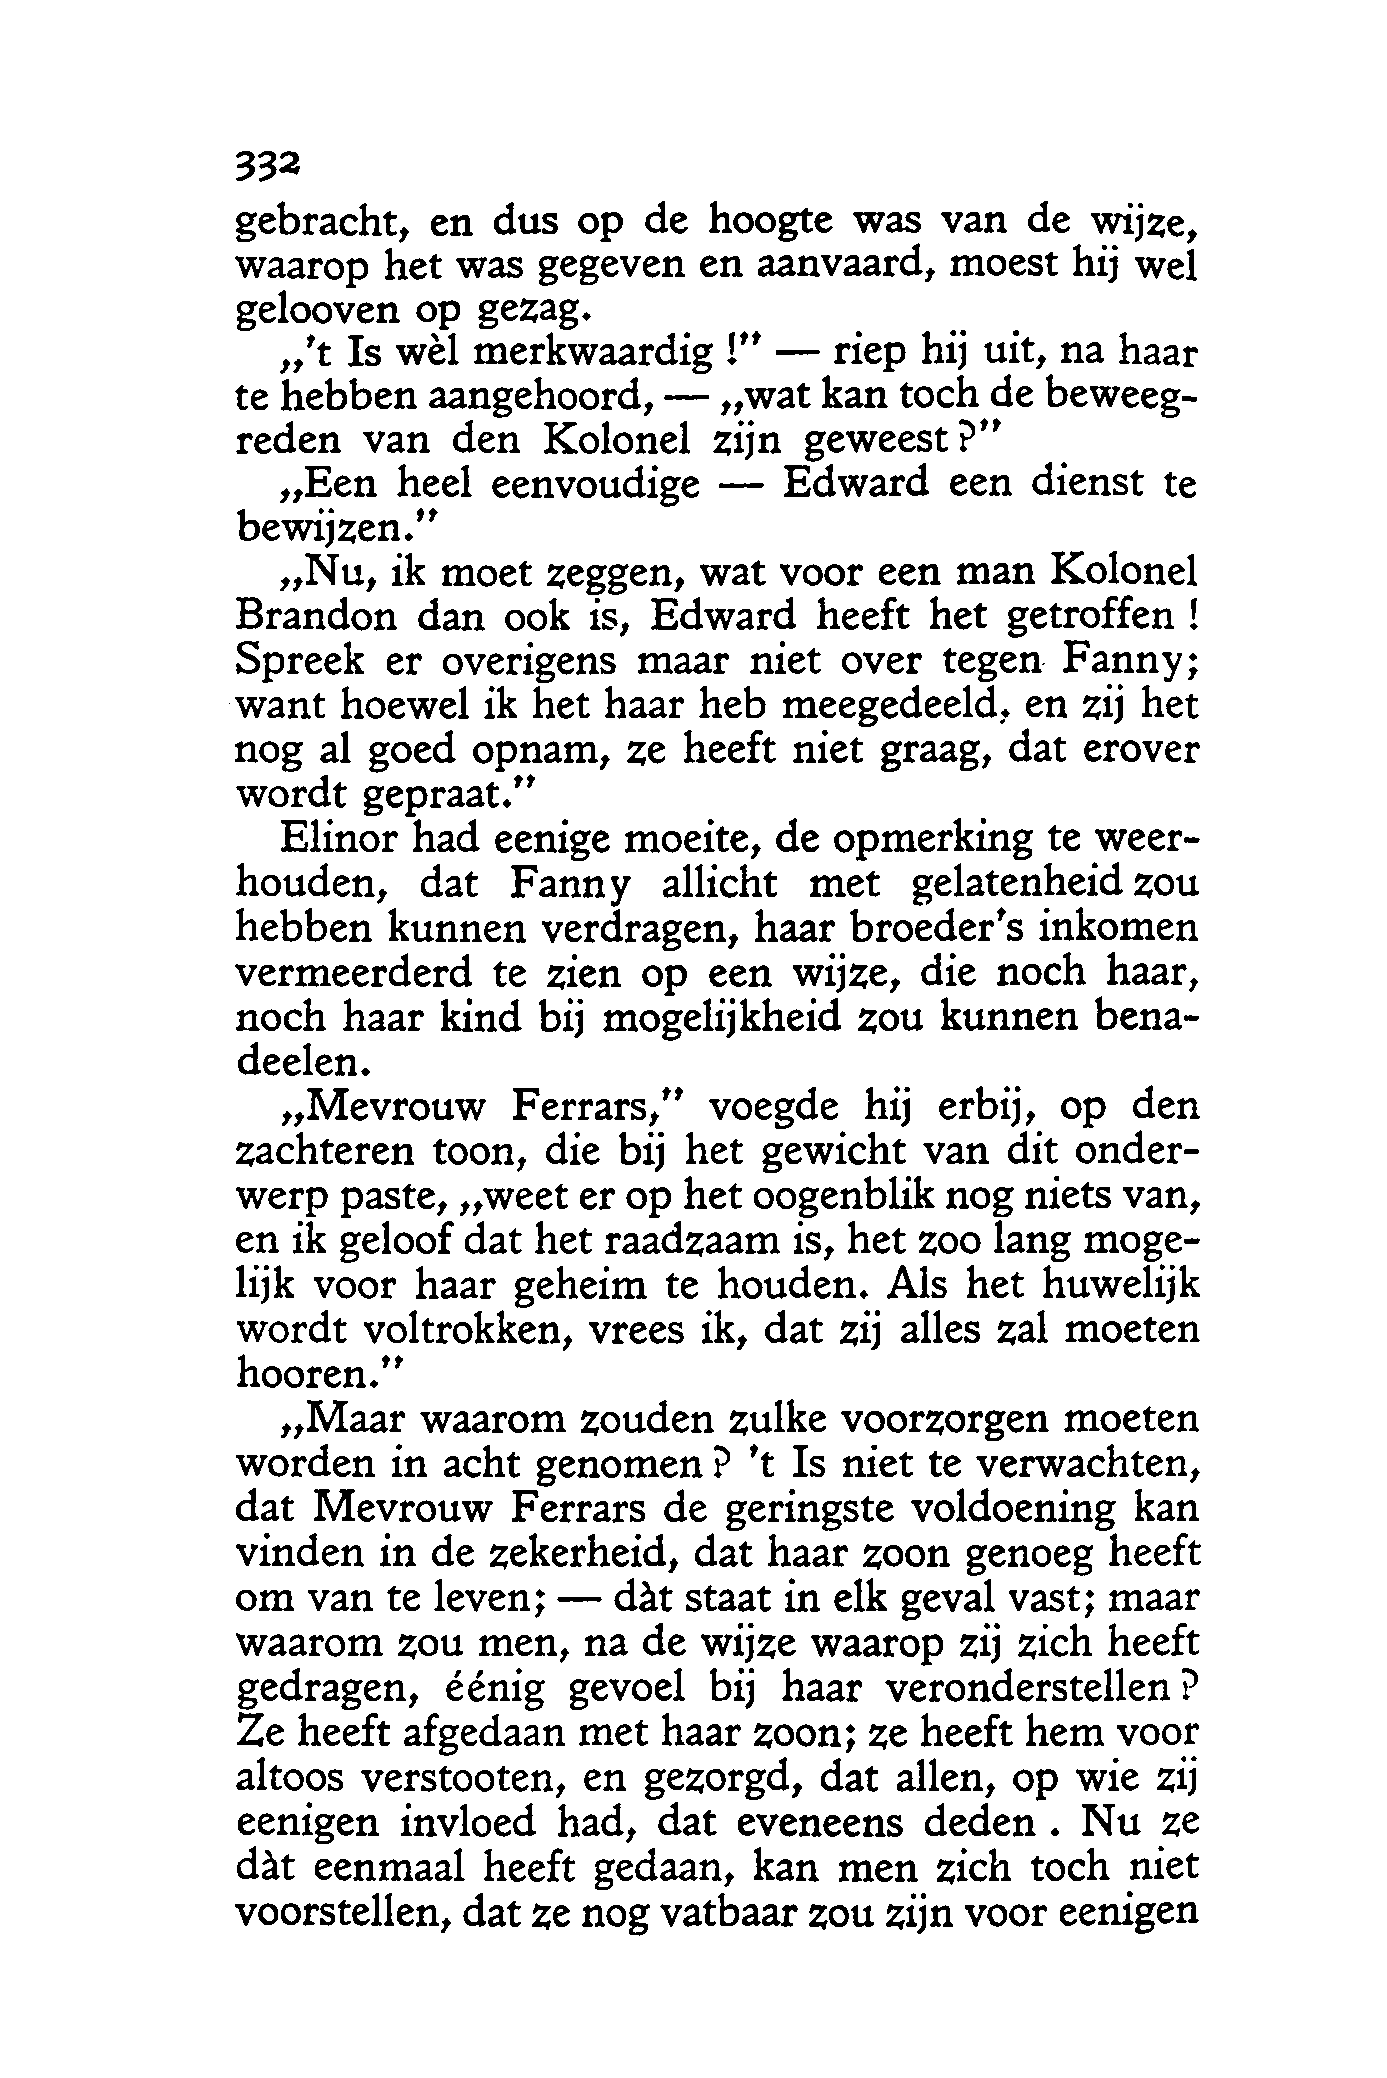 332
gebracht, en dus op de hoogte was van de wijze,
waarop het was gegeven en aanvaard, moest hij wel
gelooven op gezag.
„'t Is wèl merkwaardig !” — riep hij uit, na haar
te hebben aangehoord, — „wat kan toch de beweeg-
reden van den Kolonel zijn geweest ?”
„Een heel eenvoudige — Edward een dienst te
bewijzen.”
„Nu, ik moet zeggen, wat voor een man Kolonel
Brandon dan ook is, Edward heeft het getroffen !
Spreek er overigens maar niet over tegen Fanny;
want hoewel ik het haar heb meegedeeld, en zij het
nog al goed opnam, ze heeft niet graag, dat erover
wordt gepraat.”
Elinor had eenige moeite, de opmerking te weer-
houden, dat Fanny allicht met gelatenheid zou
hebben kunnen verdragen, haar broeder's inkomen
vermeerderd te zien op een wijze, die noch haar,
noch haar kind bij mogelijkheid zou kunnen bena-
deelen.
„Mevrouw Ferrars,” voegde hij erbij, op den
zachteren toon, die bij het gewicht van dit onder-
werp paste, „weet er op het oogenblik nog niets van,
en ik geloof dat het raadzaam is, het zoo lang moge-
lijk voor haar geheim te houden. Als het huwelijk
wordt voltrokken, vrees ik, dat zij alles zal moeten
hooren.”
„Maar waarom zouden zulke voorzorgen moeten
worden in acht genomen ? 't Is niet te verwachten,
dat Mevrouw Ferrars de geringste voldoening kan
vinden in de zekerheid, dat haar zoon genoeg heeft
om van te leven; — dàt staat in elk geval vast; maar
waarom zou men, na de wijze waarop zij zich heeft
gedragen, éénig gevoel bij haar veronderstellen ?
Ze heeft afgedaan met haar zoon; ze heeft hem voor
altoos verstooten, en gezorgd, dat allen, op wie zij
eenigen invloed had, dat eveneens deden . Nu ze
dàt eenmaal heeft gedaan, kan men zich toch niet
voorstellen, dat ze nog vatbaar zou zijn voor eenigen